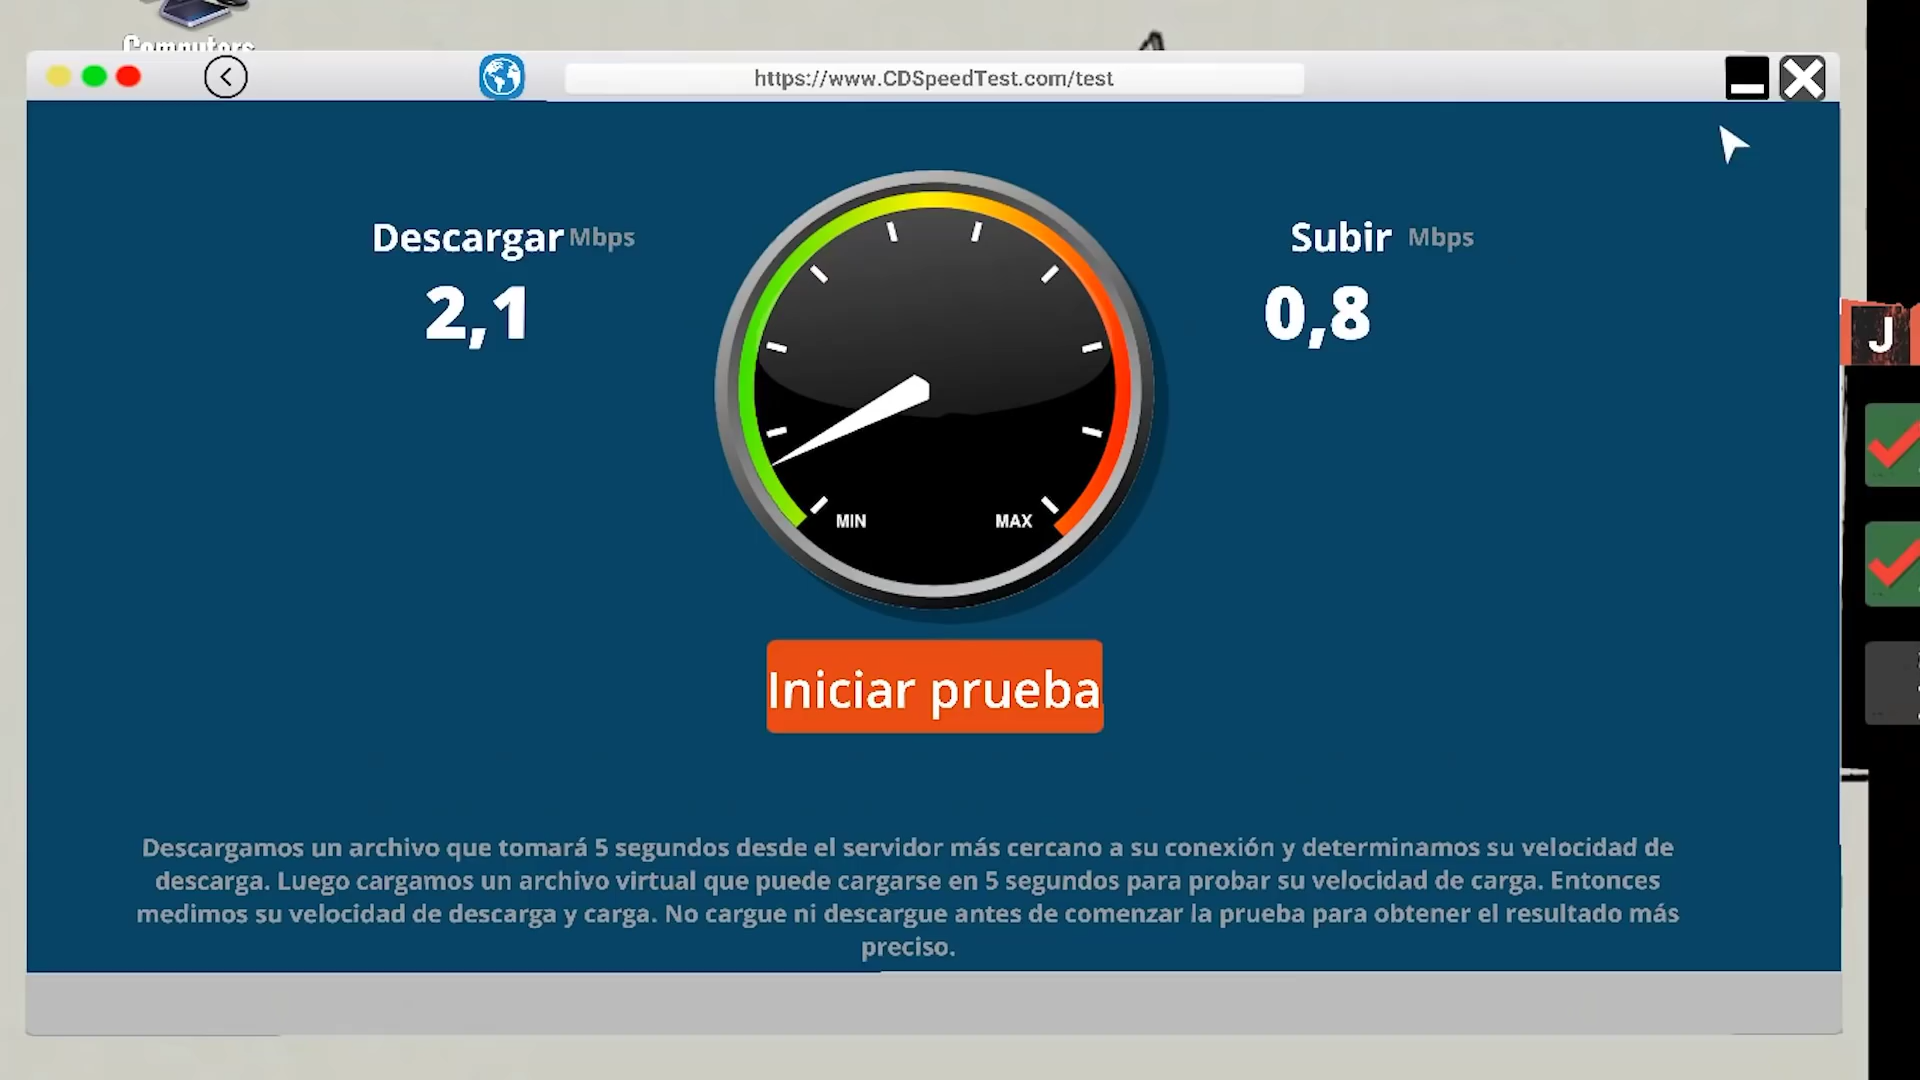 Computers
https://www.CDSpeedTest.com/test
Descargar Mbps
2,1
Subir Mbps
0,8
J
MIN
MAX
Iniciar prueba
Descargamos un archivo que tomará 5 segundos desde el servidor más cercano a su conexión y determinamos su velocidad de
descarga. Luego cargamos un archivo virtual que puede cargarse en 5 segundos para probar su velocidad de carga. Entonces
medimos su velocidad de descarga y carga. No cargue ni descargue antes de comenzar la prueba para obtener el resultado más
preciso.